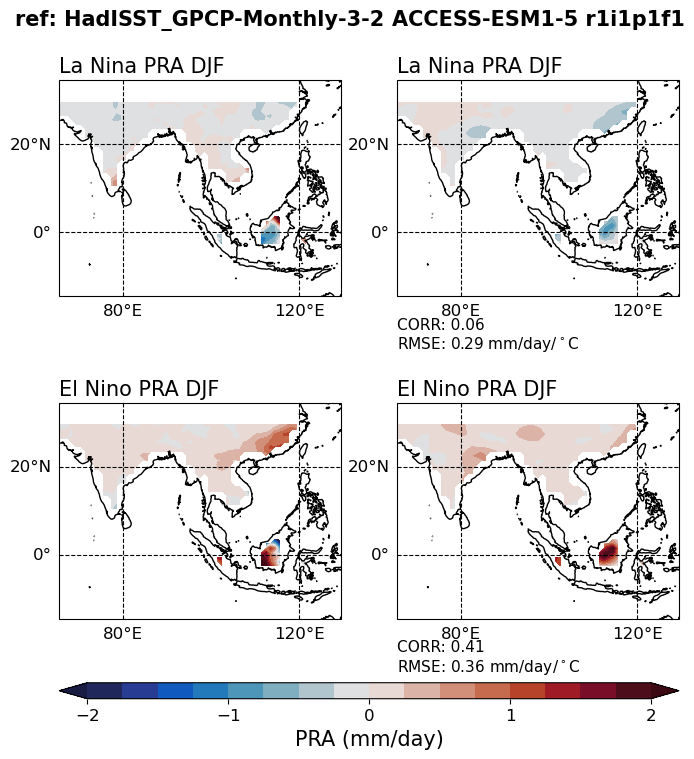 ref: HadISST_GPCP-Monthly-3-2 ACCESS-ESM1-5 r1i1p1f1
La Nina PRA DJF
20°N
0°
80°E 120°E
La Nina PRA DJF
20°N
0°
80°E 120°E
CORR: 0.06
RMSE: 0.29 mm/day/°C
El Nino PRA DJF
20°N
0°
80°E 120°E
El Nino PRA DJF
20°N
0°
80°E 120°E
CORR: 0.41
RMSE: 0.36 mm/day/°C
−2 −1 0 1 2
PRA (mm/day)